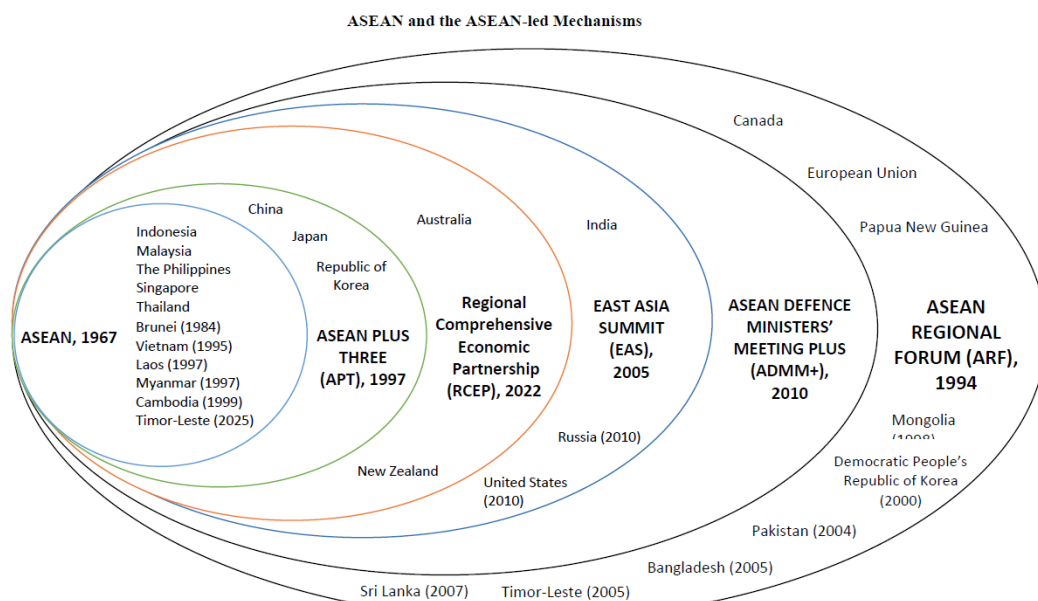 ASEAN and the ASEAN-led Mechanisms
ASEAN, 1967
Indonesia
Malaysia
The Philippines
Singapore
Thailand
Brunei (1984)
Vietnam (1995)
Laos (1997)
Myanmar (1997)
Cambodia (1999)
Timor-Leste (2025)
China
Japan
Republic of
Korea
ASEAN PLUS
THREE
(APT), 1997
Australia
Regional
Comprehensive
Economic
Partnership
(RCEP), 2022
New Zealand
India
EAST ASIA
SUMMIT
(EAS),
2005
Russia (2010)
United States
(2010)
ASEAN DEFENCE
MINISTERS’
MEETING PLUS
(ADMM+),
2010
Canada
European Union
Papua New Guinea
ASEAN
REGIONAL
FORUM (ARF),
1994
Mongolia
Democratic People’s
Republic of Korea
(2000)
Pakistan (2004)
Bangladesh (2005)
Timor-Leste (2005)
Sri Lanka (2007)